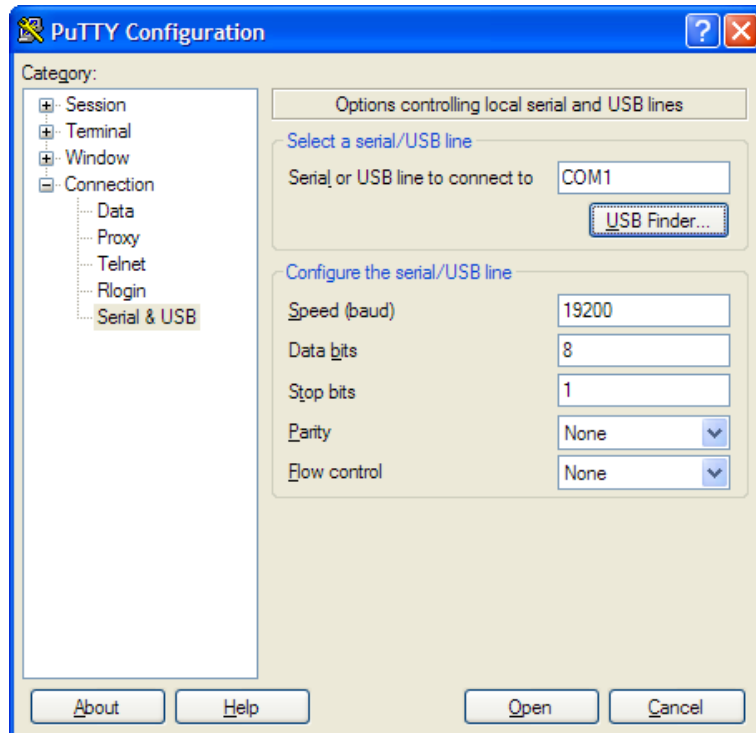 PuTTY Configuration
Category:
Session
Terminal
Window
Connection
Data
Proxy
Telnet
Rlogin
Serial & USB
Options controlling local serial and USB lines
Select a serial/USB line
Serial or USB line to connect to COM1
USB Finder...
Configure the serial/USB line
Speed (baud) 19200
Data bits 8
Stop bits 1
Parity None
Flow control None
About Help Open Cancel